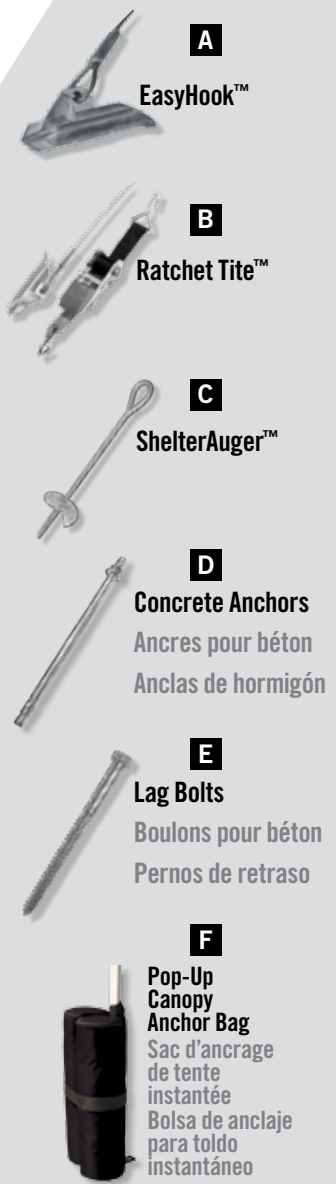 A
EasyHook™
B
Ratchet Tite™
C
ShelterAuger™
D
Concrete Anchors
Ancres pour béton
Anclas de hormigón
E
Lag Bolts
Boulons pour béton
Pernos de retraso
F
Pop-Up
Canopy
Anchor Bag
Sac d'ancrage
de tente
instantée
Bolsa de anclaje
para toldo
instantáneo